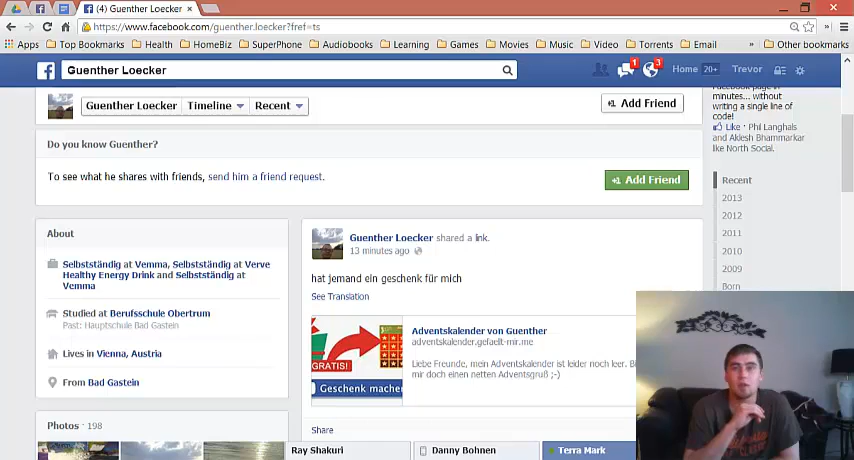 (4) Guenther Loecker
https://www.facebook.com/guenther.loecker?fref=ts
Apps Top Bookmarks Health HomeBiz SuperPhone Audiobooks Learning Games Movies Music Video Torrents Email » Other bookmarks
Guenther Loecker
1 3 Home 20+ Trevor
Guenther Loecker Timeline Recent
+1 Add Friend
minutes... without
writing a single line of
code!
Like · Phil Langhals
and Aklesh Bhammarkar
like North Social.
Do you know Guenther?
To see what he shares with friends, send him a friend request.
+1 Add Friend
Recent
2013
2012
2011
2010
2009
Born
About
Selbstständig at Vemma, Selbstständig at Verve
Healthy Energy Drink and Selbstständig at
Vemma
Studied at Berufsschule Obertrum
Past: Hauptschule Bad Gastein
Lives in Vienna, Austria
From Bad Gastein
Photos · 198
Guenther Loecker shared a link.
13 minutes ago
hat jemand ein geschenk für mich
See Translation
GRATIS!
Geschenk machen
Adventskalender von Guenther
adventskalender.gefaellt-mir.me
Liebe Freunde, mein Adventskalender ist leider noch leer. B
mir doch einen netten Adventsgruß ;-)
Share
Ray Shakuri
Danny Bohnen
Terra Mark